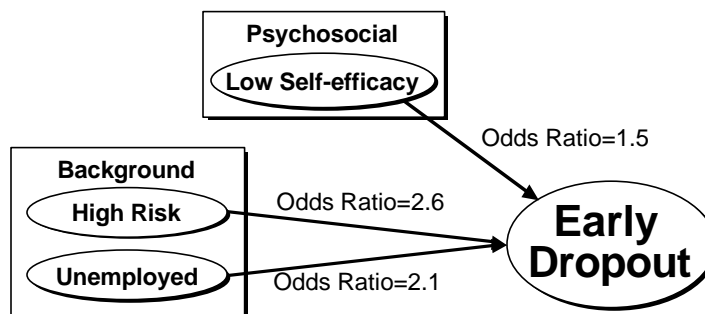 Psychosocial
Low Self-efficacy
Odds Ratio=1.5
Background
High Risk
Odds Ratio=2.6
Unemployed
Odds Ratio=2.1
Early
Dropout